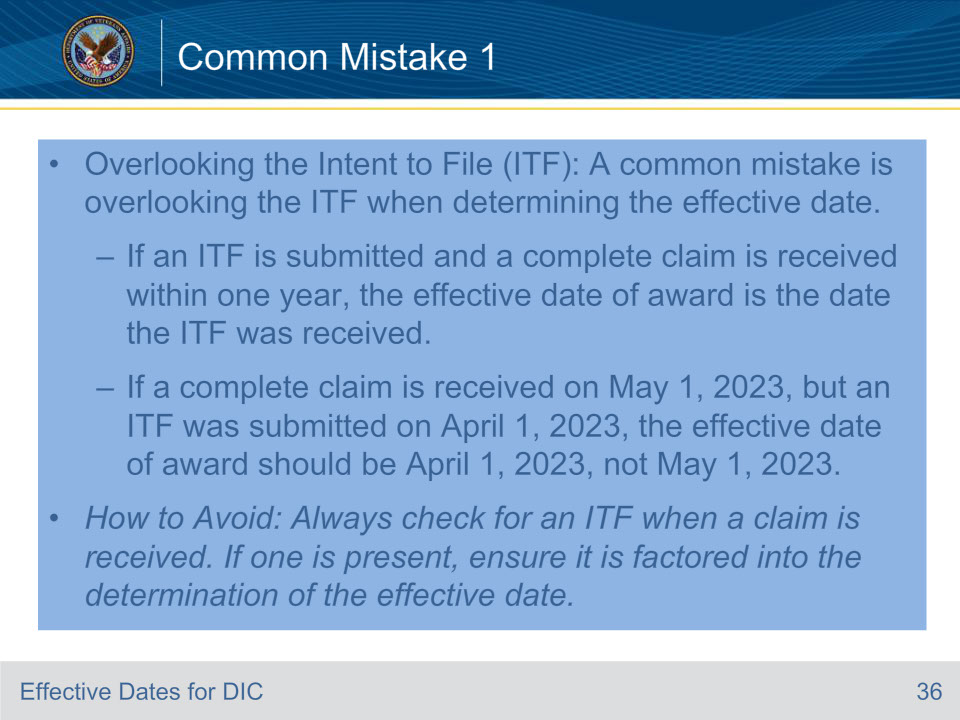 Common Mistake 1
• Overlooking the Intent to File (ITF): A common mistake is
overlooking the ITF when determining the effective date.
– If an ITF is submitted and a complete claim is received
within one year, the effective date of award is the date
the ITF was received.
– If a complete claim is received on May 1, 2023, but an
ITF was submitted on April 1, 2023, the effective date
of award should be April 1, 2023, not May 1, 2023.
• How to Avoid: Always check for an ITF when a claim is
received. If one is present, ensure it is factored into the
determination of the effective date.
Effective Dates for DIC
36